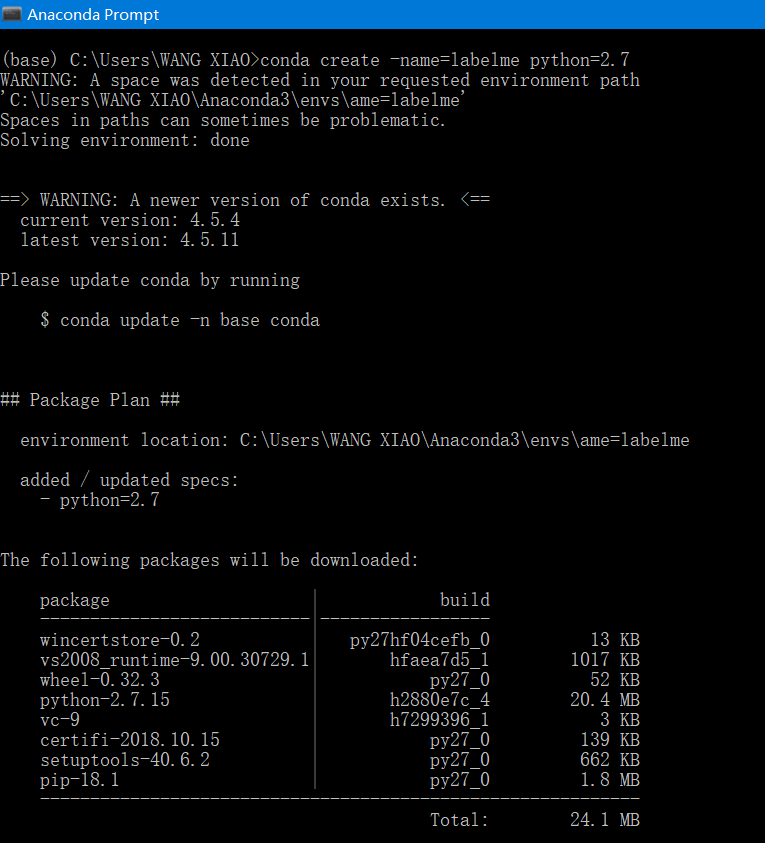 Anaconda Prompt
(base) C:\Users\WANG XIAO>conda create -name=labelme python=2.7
WARNING: A space was detected in your requested environment path
'C:\Users\WANG XIAO\Anaconda3\envs\ame=labelme'
Spaces in paths can sometimes be problematic.
Solving environment: done
==> WARNING: A newer version of conda exists. <==
current version: 4.5.4
latest version: 4.5.11
Please update conda by running
$ conda update -n base conda
## Package Plan ##
environment location: C:\Users\WANG XIAO\Anaconda3\envs\ame=labelme
added / updated specs:
- python=2.7
The following packages will be downloaded:
package | build
---------------------------|-----------------
wincertstore-0.2 | py27hf04cefb_0 13 KB
vs2008_runtime-9.00.30729.1| hfaea7d5_1 1017 KB
wheel-0.32.3 | py27_0 52 KB
python-2.7.15 | h2880e7c_4 20.4 MB
vc-9 | h7299396_1 3 KB
certifi-2018.10.15 | py27_0 139 KB
setuptools-40.6.2 | py27_0 662 KB
pip-18.1 | py27_0 1.8 MB
------------------------------------------------------------
Total: 24.1 MB